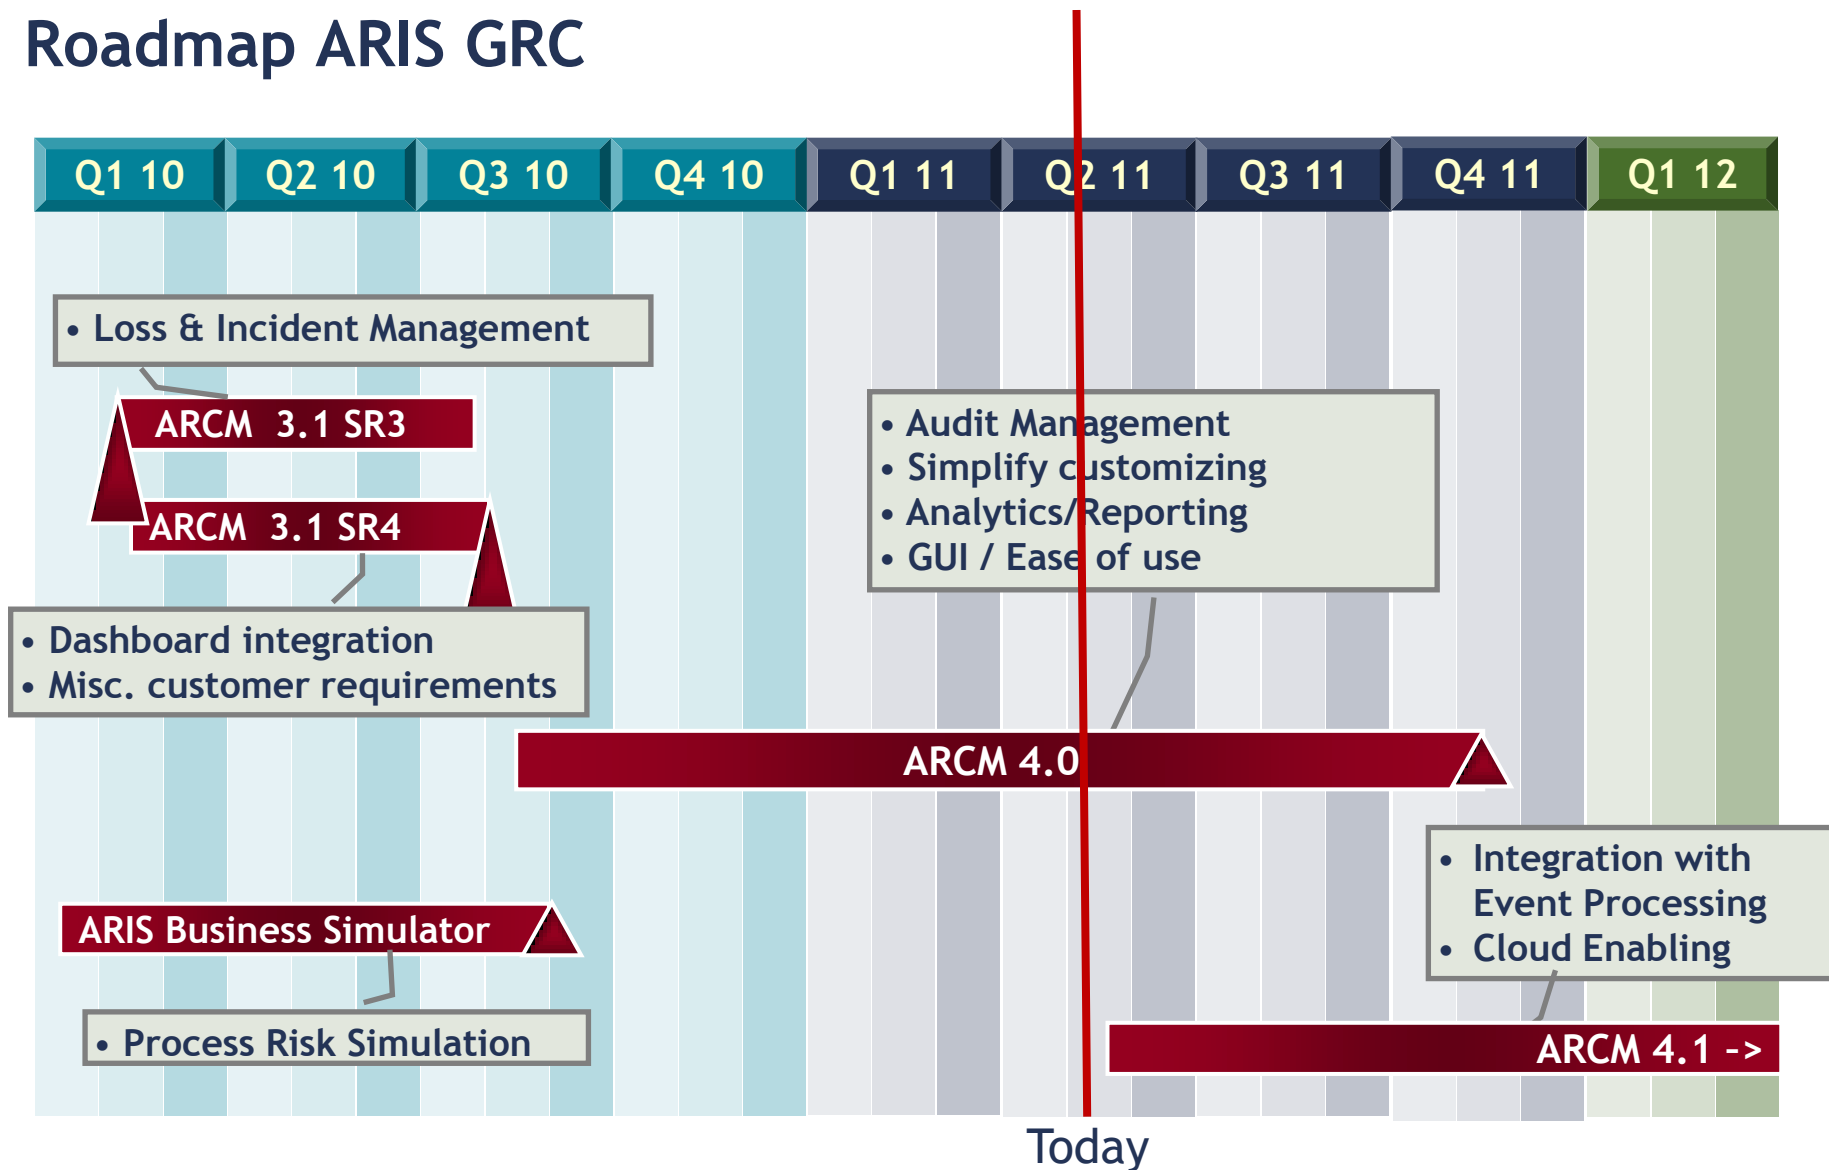 Roadmap ARIS GRC
Q1 10
Q2 10
Q3 10
Q4 10
Q1 11
Q2 11
Q3 11
Q4 11
Q1 12
• Loss & Incident Management
ARCM 3.1 SR3
ARCM 3.1 SR4
• Dashboard integration
• Misc. customer requirements
• Audit Management
• Simplify customizing
• Analytics/Reporting
• GUI / Ease of use
ARCM 4.0
ARIS Business Simulator
• Process Risk Simulation
• Integration with
Event Processing
• Cloud Enabling
ARCM 4.1 ->
Today